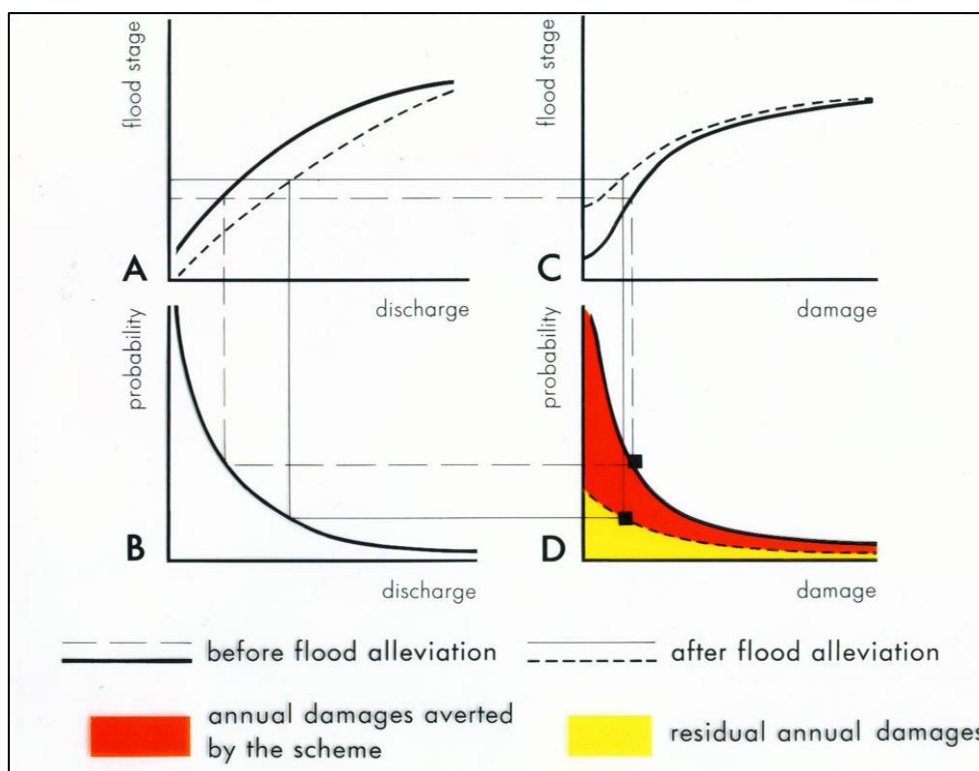 flood stage
A
discharge
flood stage
C
damage
probability
B
discharge
probability
D
damage
before flood alleviation
after flood alleviation
annual damages averted
by the scheme
residual annual damages